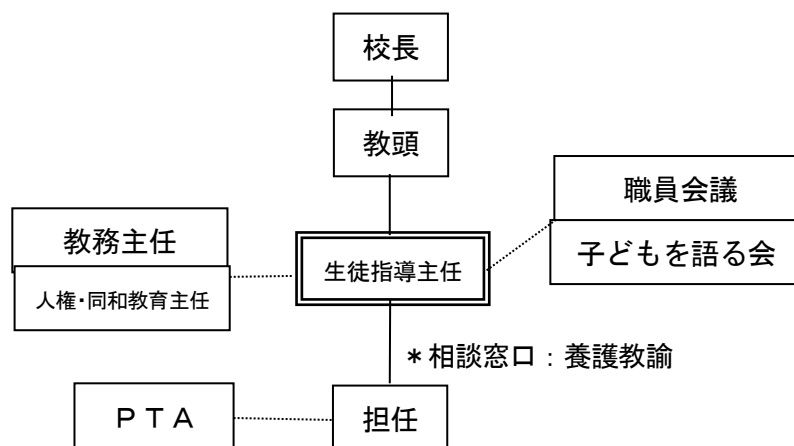 校長
教頭
職員会議
子どもを語る会
教務主任
人権・同和教育主任
生徒指導主任
＊相談窓口：養護教諭
ＰＴＡ
担任